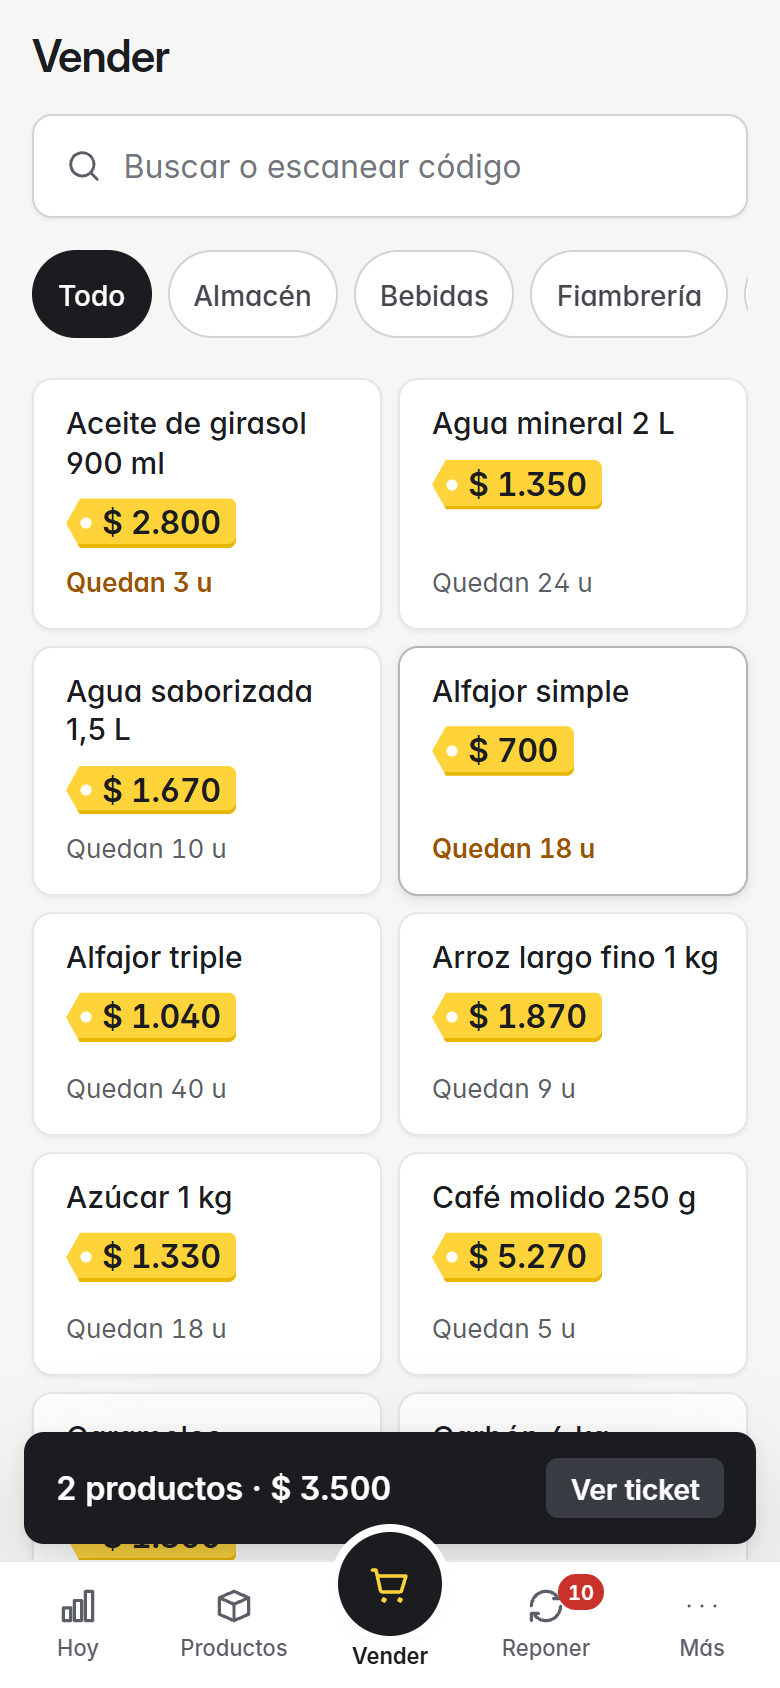 Vender
Buscar o escanear código
Todo
Almacén
Bebidas
Fiambrería
Aceite de girasol
900 ml
$ 2.800
Quedan 3 u
Agua mineral 2 L
$ 1.350
Quedan 24 u
Agua saborizada
1,5 L
$ 1.670
Quedan 10 u
Alfajor simple
$ 700
Quedan 18 u
Alfajor triple
$ 1.040
Quedan 40 u
Arroz largo fino 1 kg
$ 1.870
Quedan 9 u
Azúcar 1 kg
$ 1.330
Quedan 18 u
Café molido 250 g
$ 5.270
Quedan 5 u
2 productos · $ 3.500
Ver ticket
Hoy
Productos
Vender
10
Reponer
Más